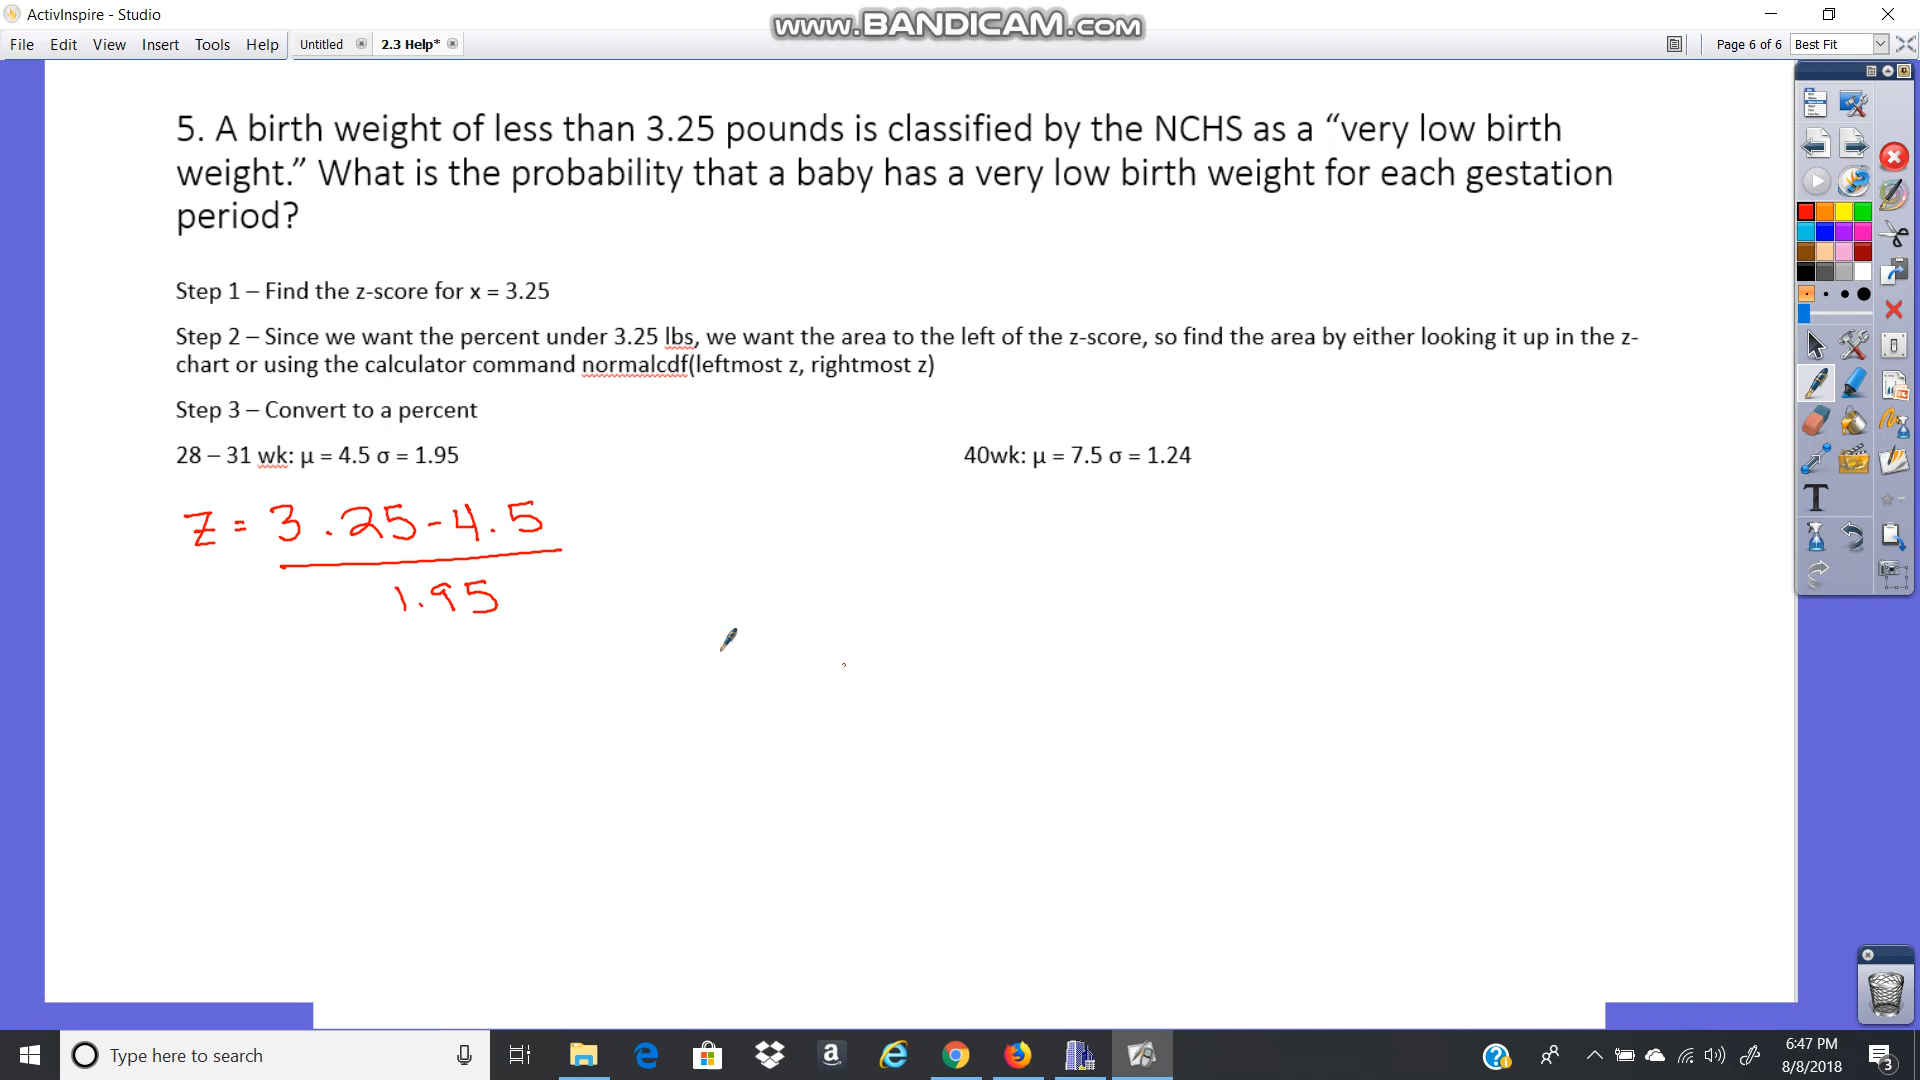 ActivInspire - Studio
www.BANDICAM.com
File Edit View Insert Tools Help Untitled 2.3 Help* Page 6 of 6 Best Fit
5. A birth weight of less than 3.25 pounds is classified by the NCHS as a “very low birth
weight.” What is the probability that a baby has a very low birth weight for each gestation
period?
Step 1 – Find the z-score for x = 3.25
Step 2 – Since we want the percent under 3.25 lbs, we want the area to the left of the z-score, so find the area by either looking it up in the z-
chart or using the calculator command normalcdf(leftmost z, rightmost z)
Step 3 – Convert to a percent
28 – 31 wk: µ = 4.5 σ = 1.95 40wk: µ = 7.5 σ = 1.24
z = 3.25-4.5
1.95
Type here to search
6:47 PM
8/8/2018
3